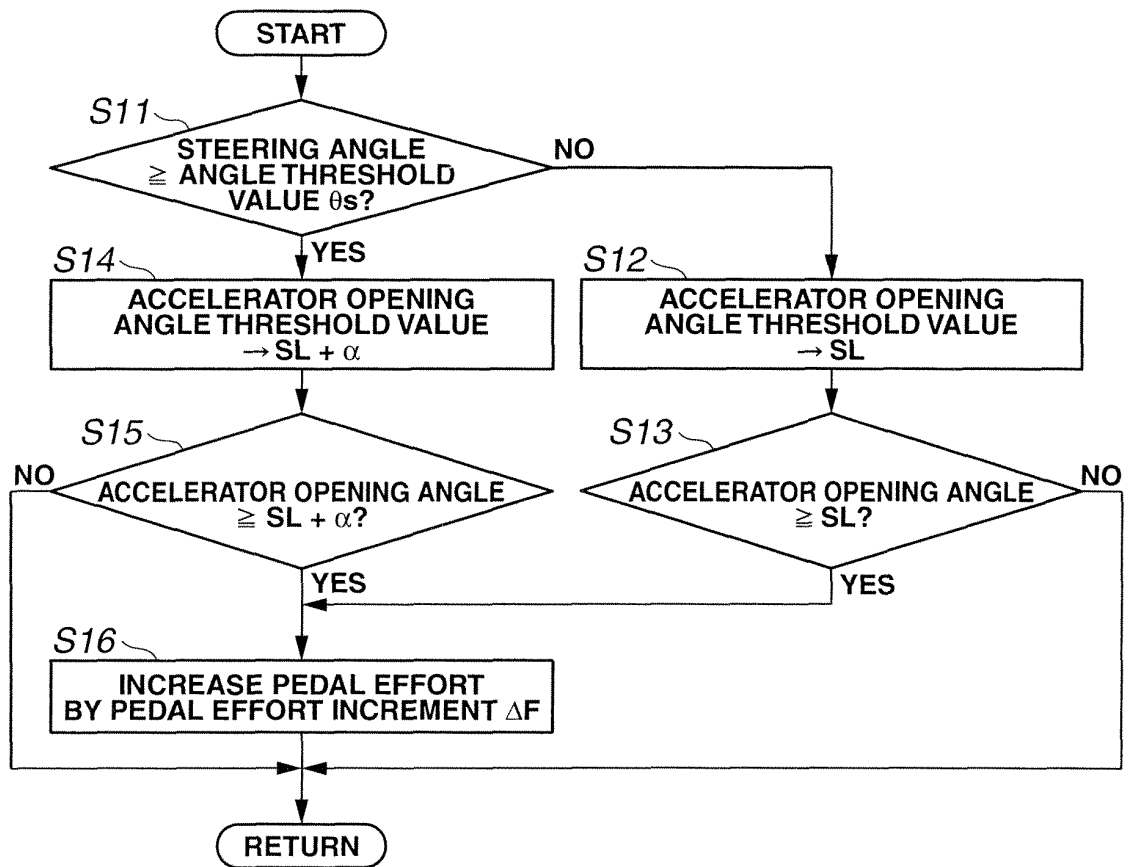 START
S11
STEERING ANGLE
≧ ANGLE THRESHOLD
VALUE θs?
NO
YES
S14
ACCELERATOR OPENING
ANGLE THRESHOLD VALUE
→ SL + α
S12
ACCELERATOR OPENING
ANGLE THRESHOLD VALUE
→ SL
S15
NO
ACCELERATOR OPENING ANGLE
≧ SL + α?
YES
S13
ACCELERATOR OPENING ANGLE
≧ SL?
NO
YES
S16
INCREASE PEDAL EFFORT
BY PEDAL EFFORT INCREMENT ΔF
RETURN